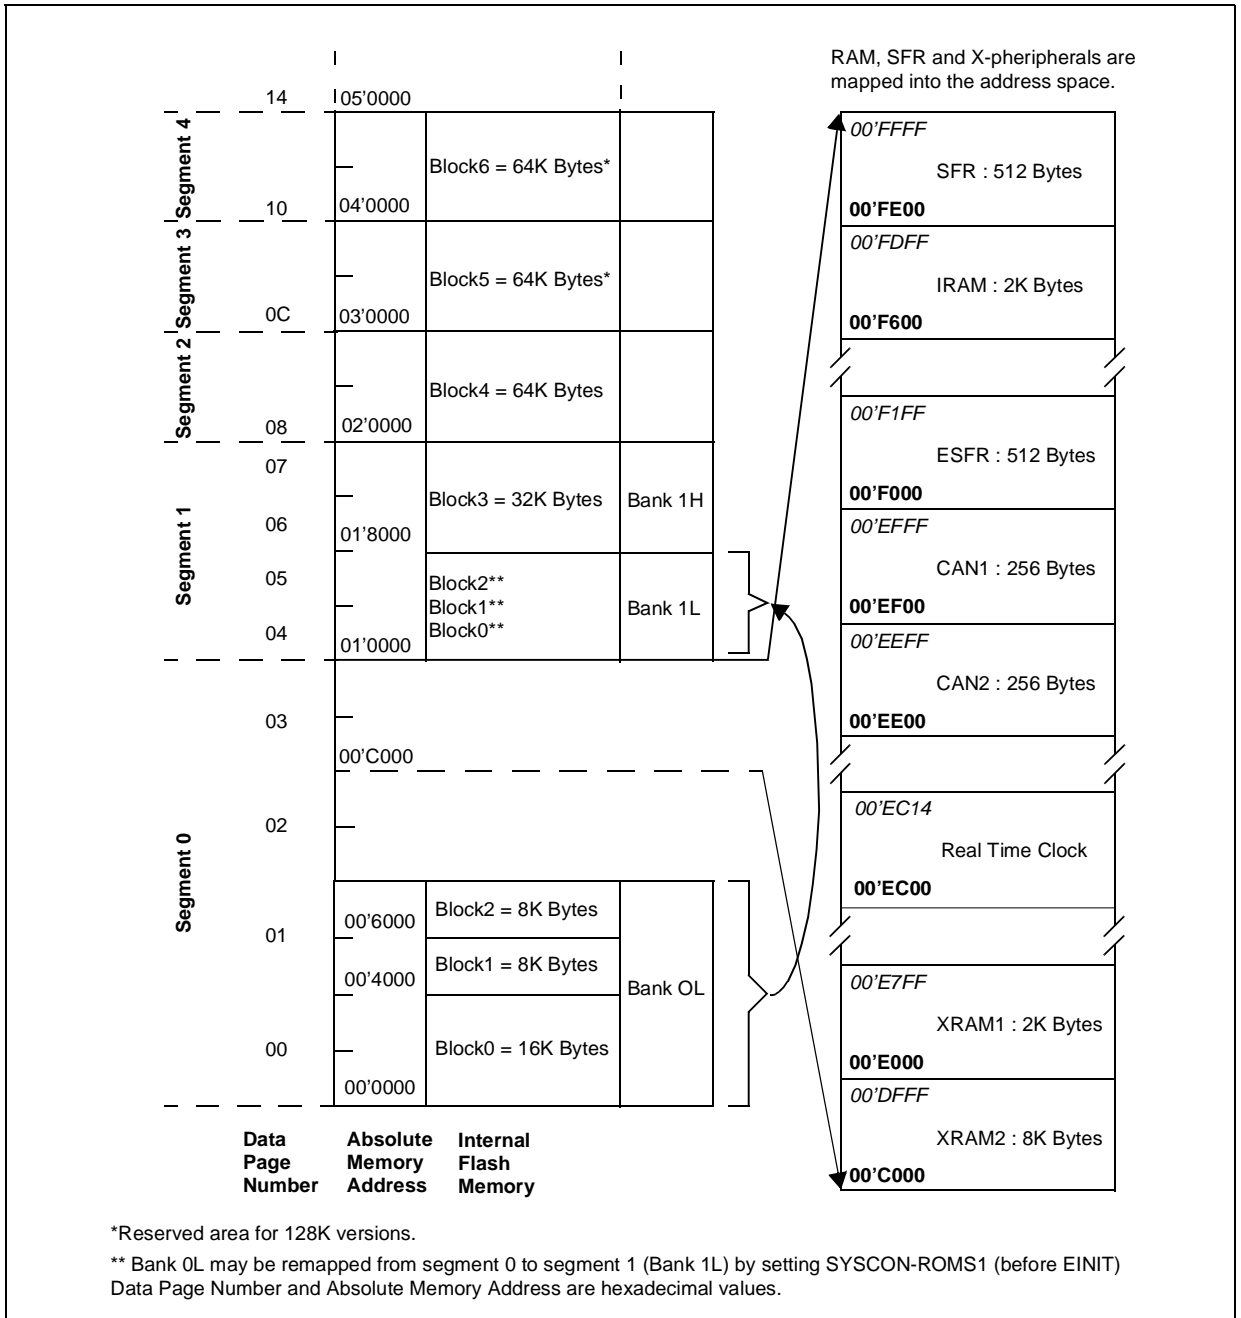 RAM, SFR and X-pheripherals are
mapped into the address space.
14
05'0000
Segment 4
Block6 = 64K Bytes*
10
04'0000
Segment 3
Block5 = 64K Bytes*
0C
03'0000
Segment 2
Block4 = 64K Bytes
08
02'0000
Segment 1
07
Block3 = 32K Bytes
Bank 1H
06
01'8000
05
Block2**
Block1**
Block0**
Bank 1L
04
01'0000
03
00'C000
Segment 0
02
00'6000
Block2 = 8K Bytes
01
00'4000
Block1 = 8K Bytes
Bank OL
00
Block0 = 16K Bytes
00'0000
Data
Page
Number
Absolute
Memory
Address
Internal
Flash
Memory
00'FFFF
SFR : 512 Bytes
00'FE00
00'FDFF
IRAM : 2K Bytes
00'F600
00'F1FF
ESFR : 512 Bytes
00'F000
00'EFFF
CAN1 : 256 Bytes
00'EF00
00'EEFF
CAN2 : 256 Bytes
00'EE00
00'EC14
Real Time Clock
00'EC00
00'E7FF
XRAM1 : 2K Bytes
00'E000
00'DFFF
XRAM2 : 8K Bytes
00'C000
*Reserved area for 128K versions.
** Bank 0L may be remapped from segment 0 to segment 1 (Bank 1L) by setting SYSCON-ROMS1 (before EINIT)
Data Page Number and Absolute Memory Address are hexadecimal values.